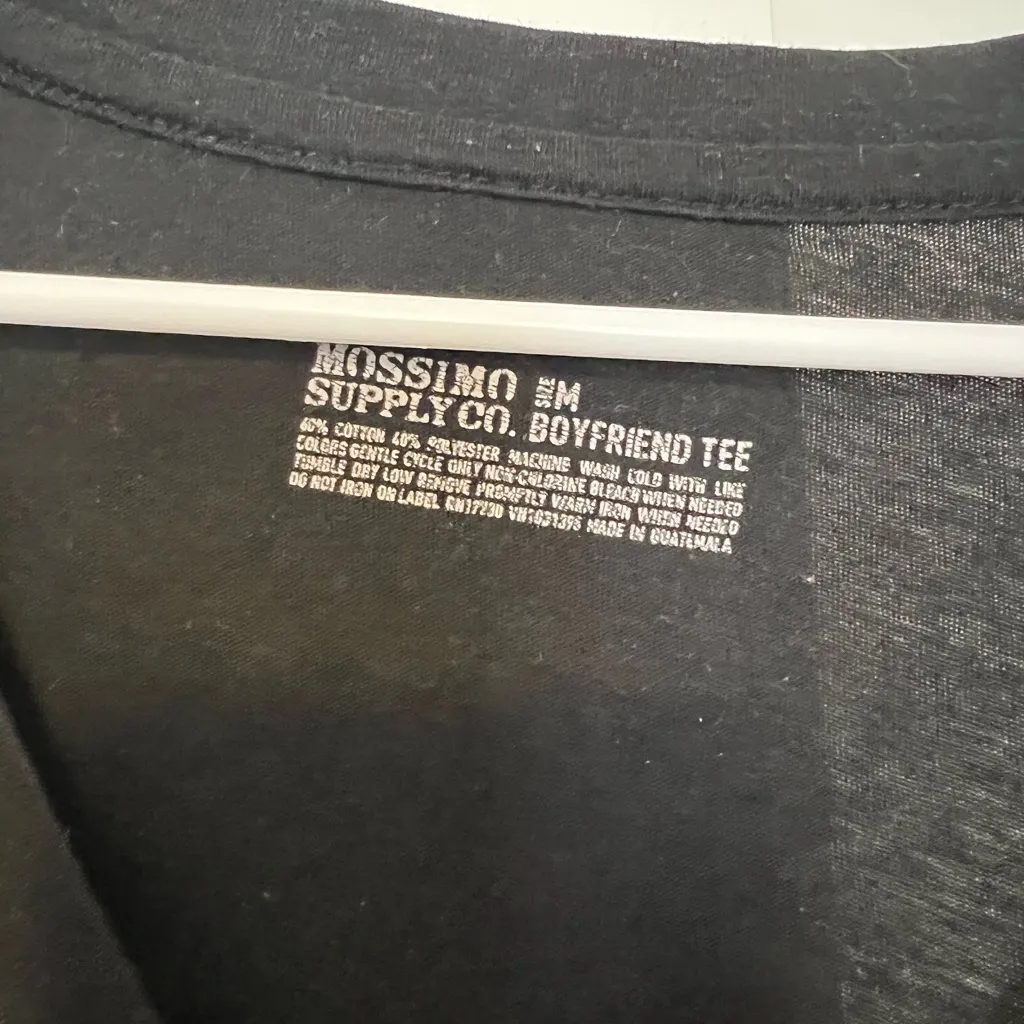 MOSSIMO
SUPPLY CO. SIZE M
BOYFRIEND TEE
60% COTTON 40% POLYESTER MACHINE WASH COLD WITH LIKE
COLORS GENTLE CYCLE ONLY NON-CHLORINE BLEACH WHEN NEEDED
TUMBLE DRY LOW REMOVE PROMPTLY WARM IRON WHEN NEEDED
DO NOT IRON ON LABEL RN17730 MADE IN GUATEMALA